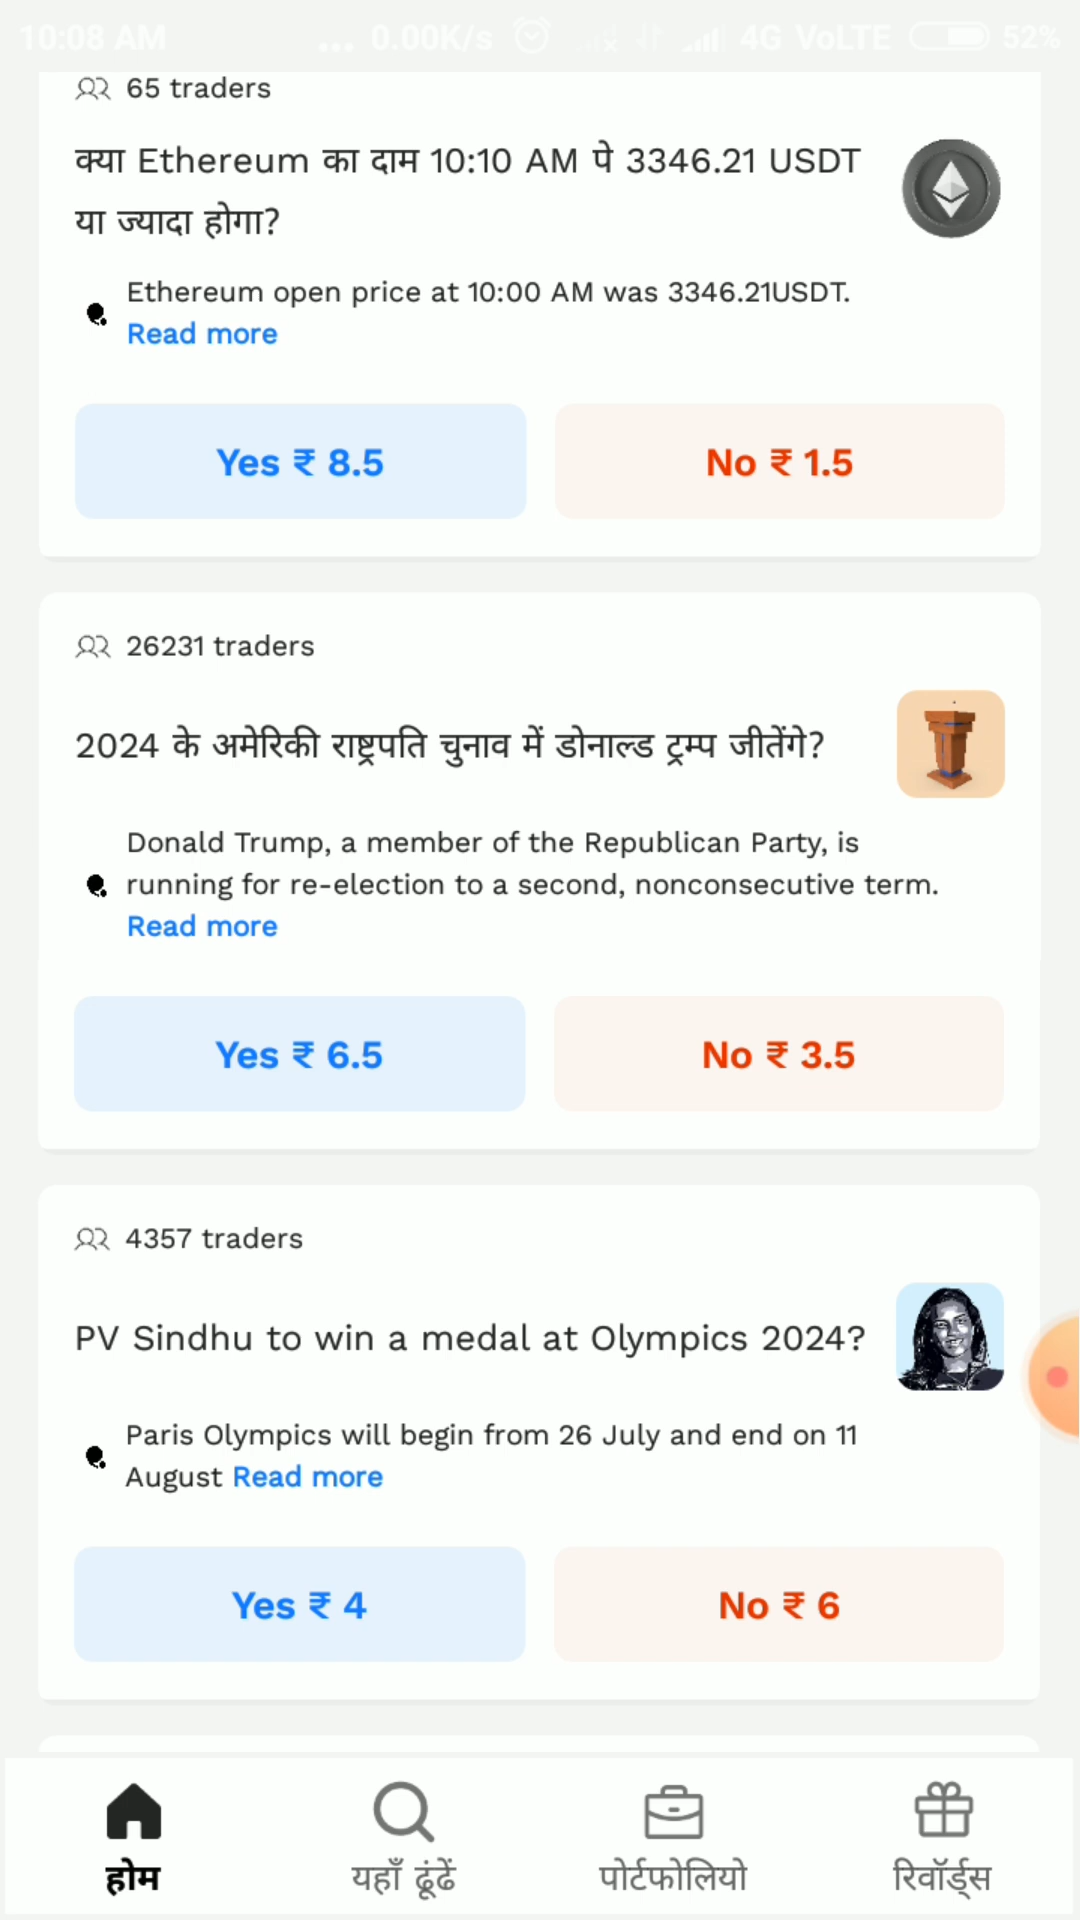 10:08 AM ... 0.00K/s 4G VoLTE 52%
65 traders
क्या Ethereum का दाम 10:10 AM पे 3346.21 USDT
या ज्यादा होगा?
Ethereum open price at 10:00 AM was 3346.21USDT.
Read more
Yes ₹ 8.5 No ₹ 1.5
26231 traders
2024 के अमेरिकी राष्ट्रपति चुनाव में डोनाल्ड ट्रम्प जीतेंगे?
Donald Trump, a member of the Republican Party, is
running for re-election to a second, nonconsecutive term.
Read more
Yes ₹ 6.5 No ₹ 3.5
4357 traders
PV Sindhu to win a medal at Olympics 2024?
Paris Olympics will begin from 26 July and end on 11
August Read more
Yes ₹ 4 No ₹ 6
होम यहाँ ढूंढें पोर्टफोलियो रिवॉर्ड्स